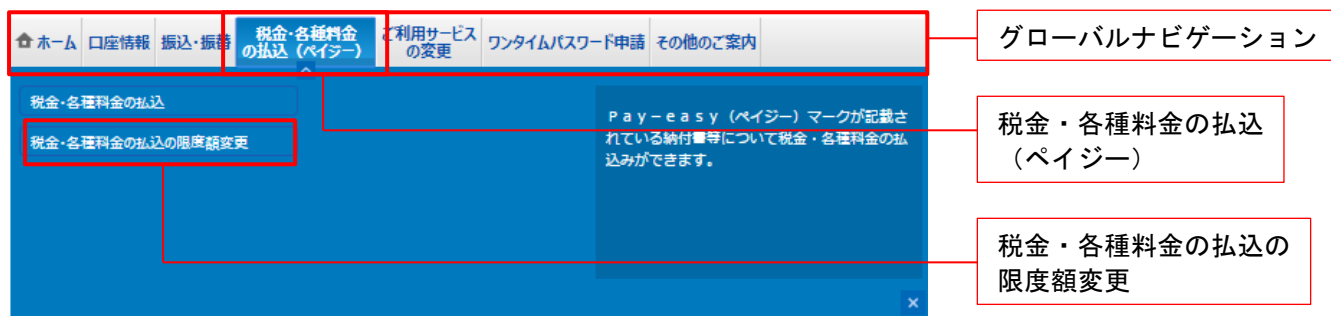 ホーム
口座情報
振込・振替
税金・各種料金
の払込（ペイジー）
ご利用サービス
の変更
ワンタイムパスワード申請
その他のご案内
税金・各種料金の払込
税金・各種料金の払込の限度額変更
Ｐａｙ－ｅａｓｙ（ペイジー）マークが記載さ
れている納付書等について税金・各種料金の払
込みができます。
×
グローバルナビゲーション
税金・各種料金の払込
（ペイジー）
税金・各種料金の払込の
限度額変更